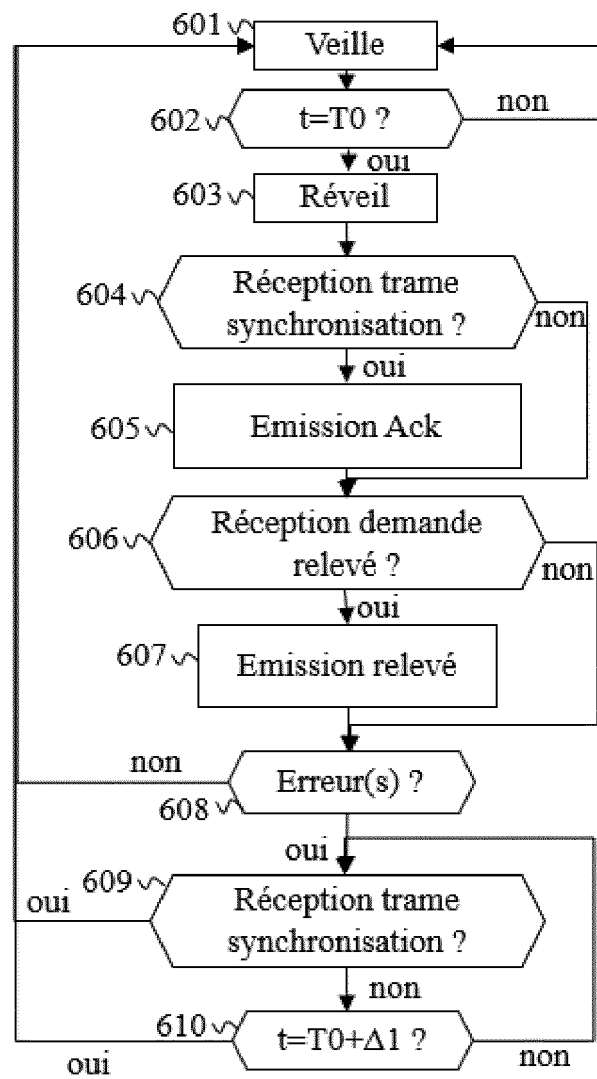 601
Veille
602
t=T0 ?
non
oui
603
Réveil
604
Réception trame
synchronisation ?
non
oui
605
Emission Ack
606
Réception demande
relevé ?
non
oui
607
Emission relevé
non
Erreur(s) ?
608
oui
609
Réception trame
synchronisation ?
oui
non
610
t=T0+Δ1 ?
oui
non